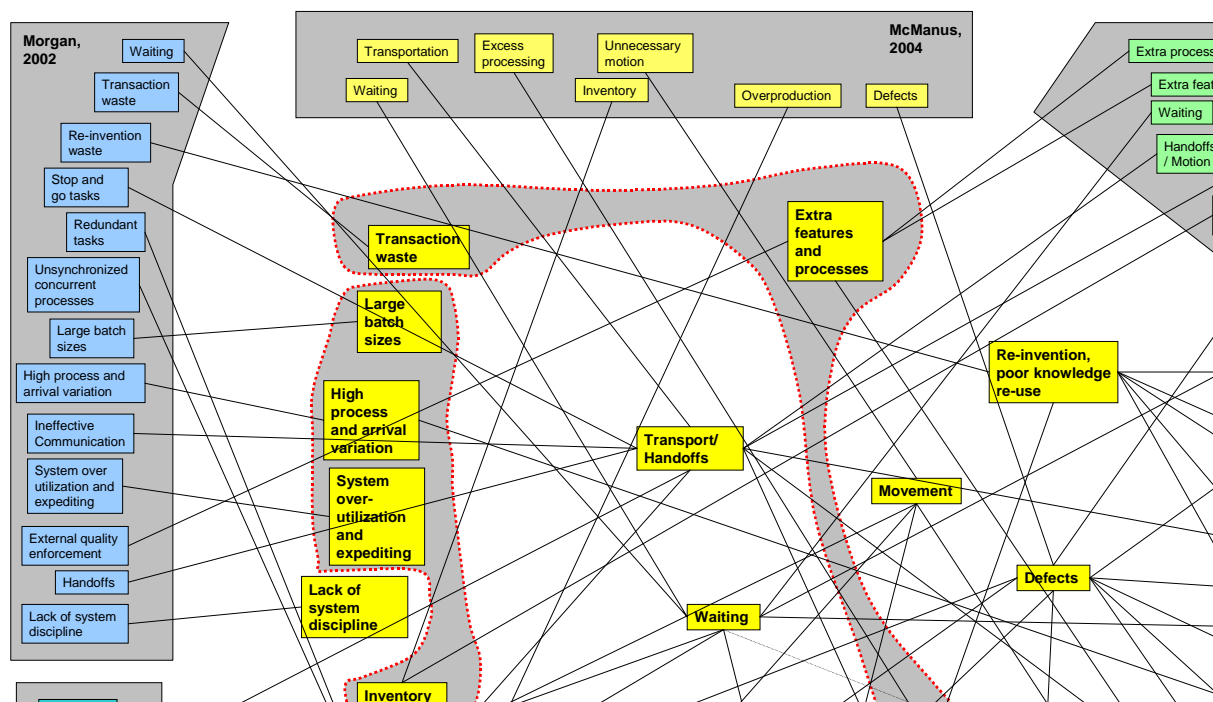 Morgan,
2002
Waiting
Transaction
waste
Re-invention
waste
Stop and
go tasks
Redundant
tasks
Unsynchronized
concurrent
processes
Large batch
sizes
High process and
arrival variation
Ineffective
Communication
System over
utilization and
expediting
External quality
enforcement
Handoffs
Lack of system
discipline
McManus,
2004
Transportation
Excess
processing
Unnecessary
motion
Waiting
Inventory
Overproduction
Defects
Extra process
Extra feat
Waiting
Handoffs
/ Motion
Transaction
waste
Extra
features
and
processes
Large
batch
sizes
High
process
and arrival
variation
System
over-
utilization
and
expediting
Lack of
system
discipline
Inventory
Transport/
Handoffs
Re-invention,
poor knowledge
re-use
Movement
Defects
Waiting